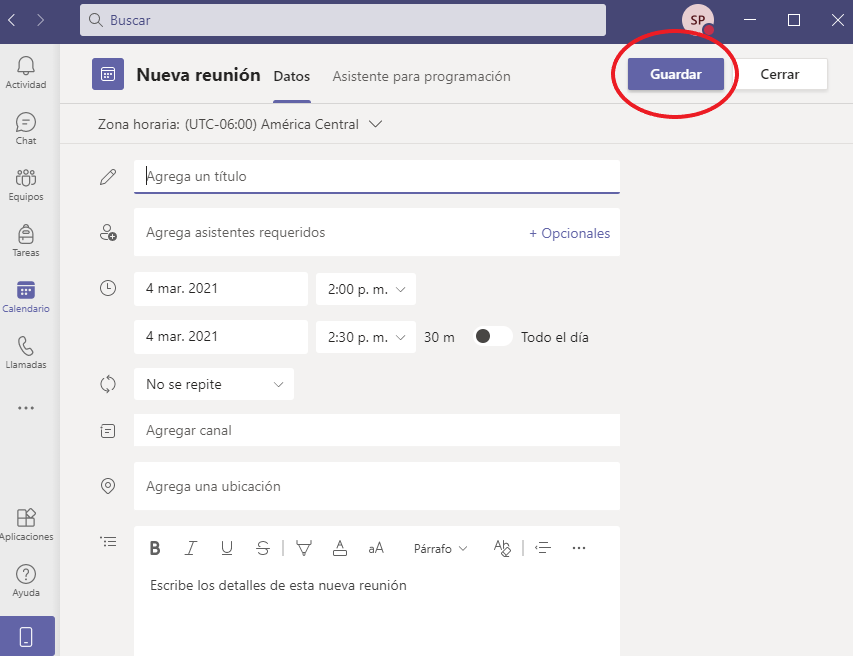 Buscar
SP
Actividad
Chat
Equipos
Tareas
Calendario
Llamadas
Aplicaciones
Ayuda
Nueva reunión Datos Asistente para programación Guardar Cerrar
Zona horaria: (UTC-06:00) América Central
Agrega un título
Agrega asistentes requeridos + Opcionales
4 mar. 2021 2:00 p. m.
4 mar. 2021 2:30 p. m. 30 m Todo el día
No se repite
Agregar canal
Agrega una ubicación
B I U S A aA Párrafo Ab
Escribe los detalles de esta nueva reunión